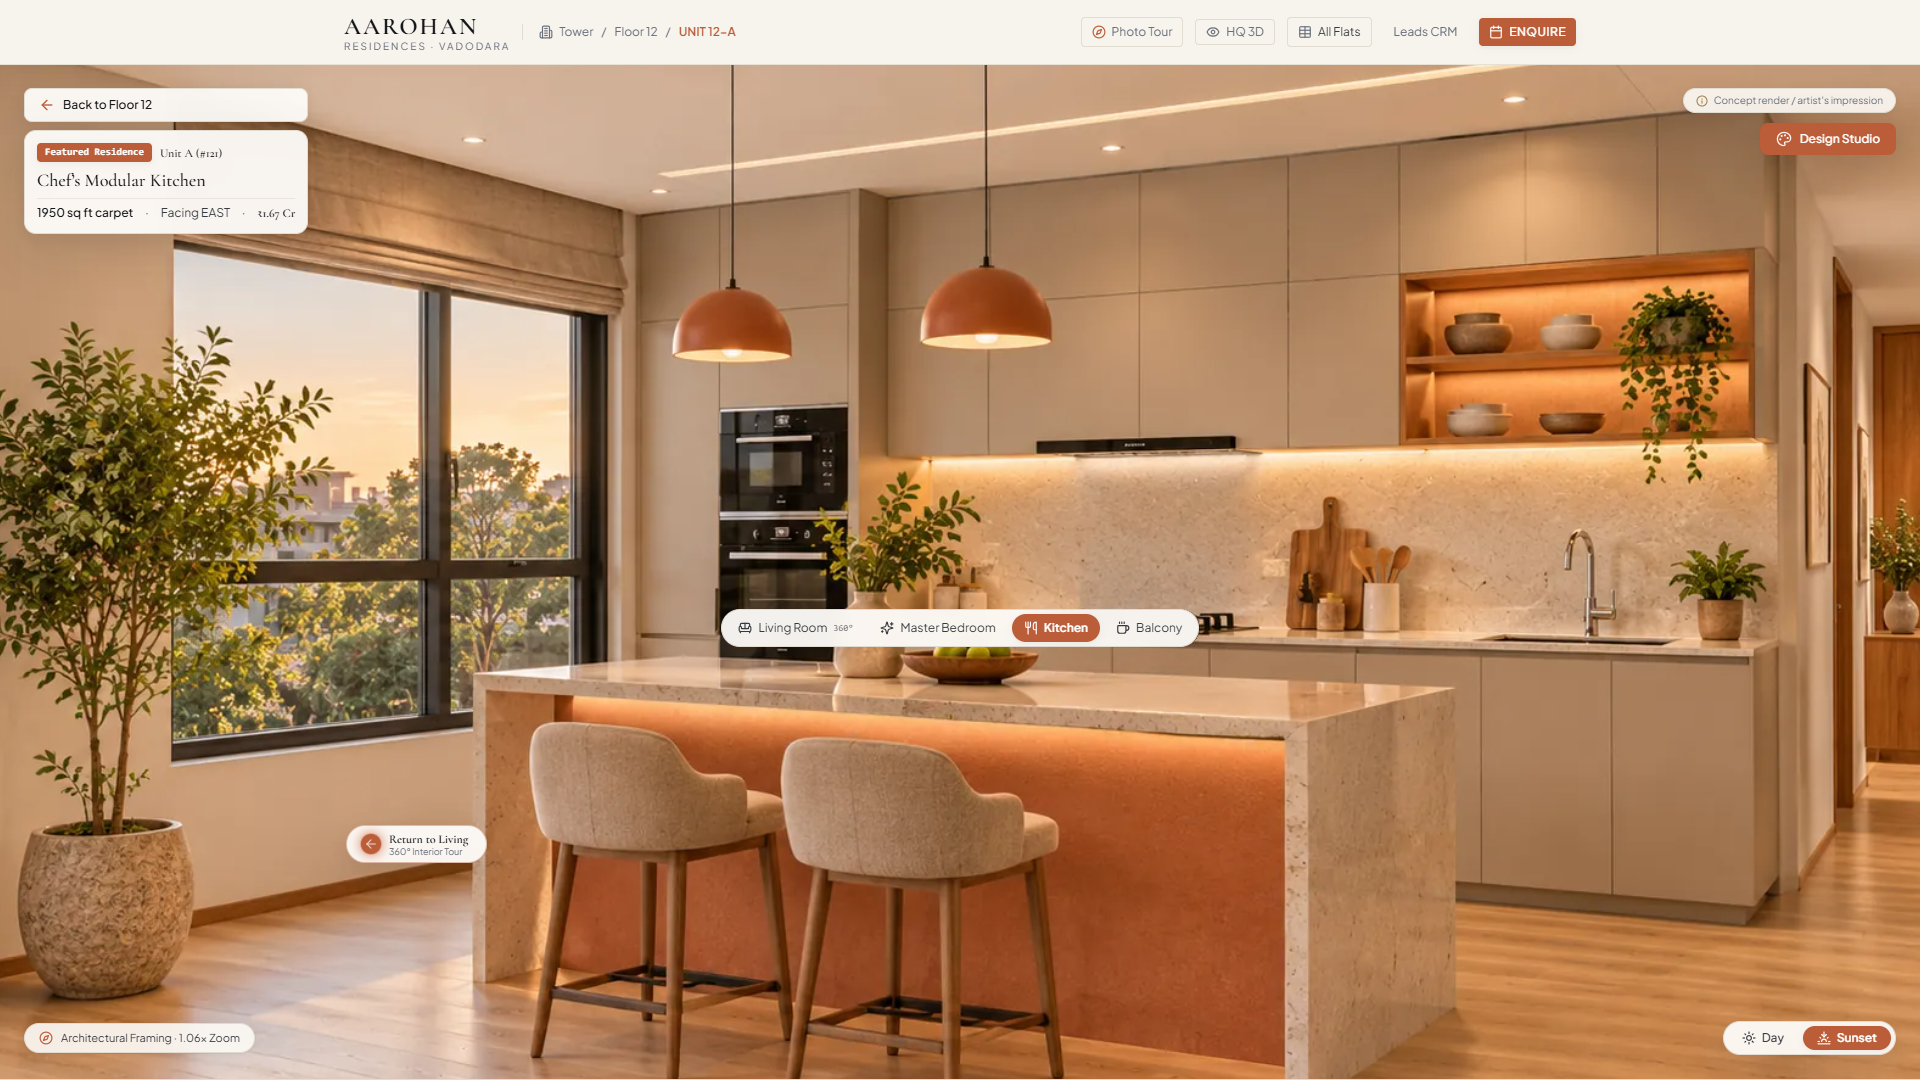 AAROHAN
RESIDENCES · VADODARA
Tower / Floor 12 / UNIT 12-A
Photo Tour
HQ 3D
All Flats
Leads CRM
ENQUIRE
Back to Floor 12
Featured Residence Unit A (#121)
Chef's Modular Kitchen
1950 sq ft carpet · Facing EAST · ₹1.67 Cr
Concept render / artist's impression
Design Studio
Living Room 360°
Master Bedroom
Kitchen
Balcony
Return to Living
360° Interior Tour
Architectural Framing · 1.06x Zoom
Day
Sunset